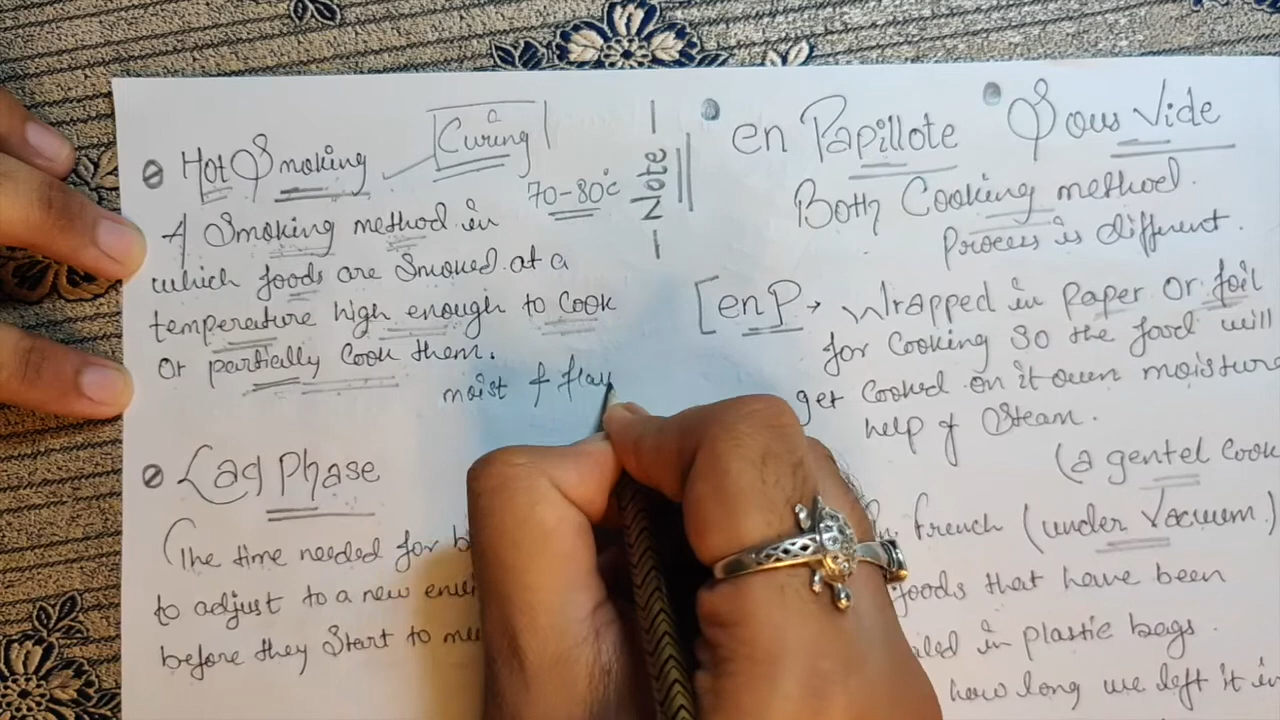 Curing
Hot Smoking
70-80°c
A Smoking method in
which foods are Smoked at a
temperature high enough to Cook
or partially Cook them.
moist & flav
Lag Phase
The time needed for b
to adjust to a new envi
before they Start to mu
- Note -
en Papillote Sous Vide
Both Cooking method.
Process is different.
[en P → Wrapped in Paper Or foil
for Cooking So the food will
get Cooked on it own moisture
help of Steam.
(a gentel Cook
French (under Vacuum.)
foods that have been
in plastic bags.
how long we left it in